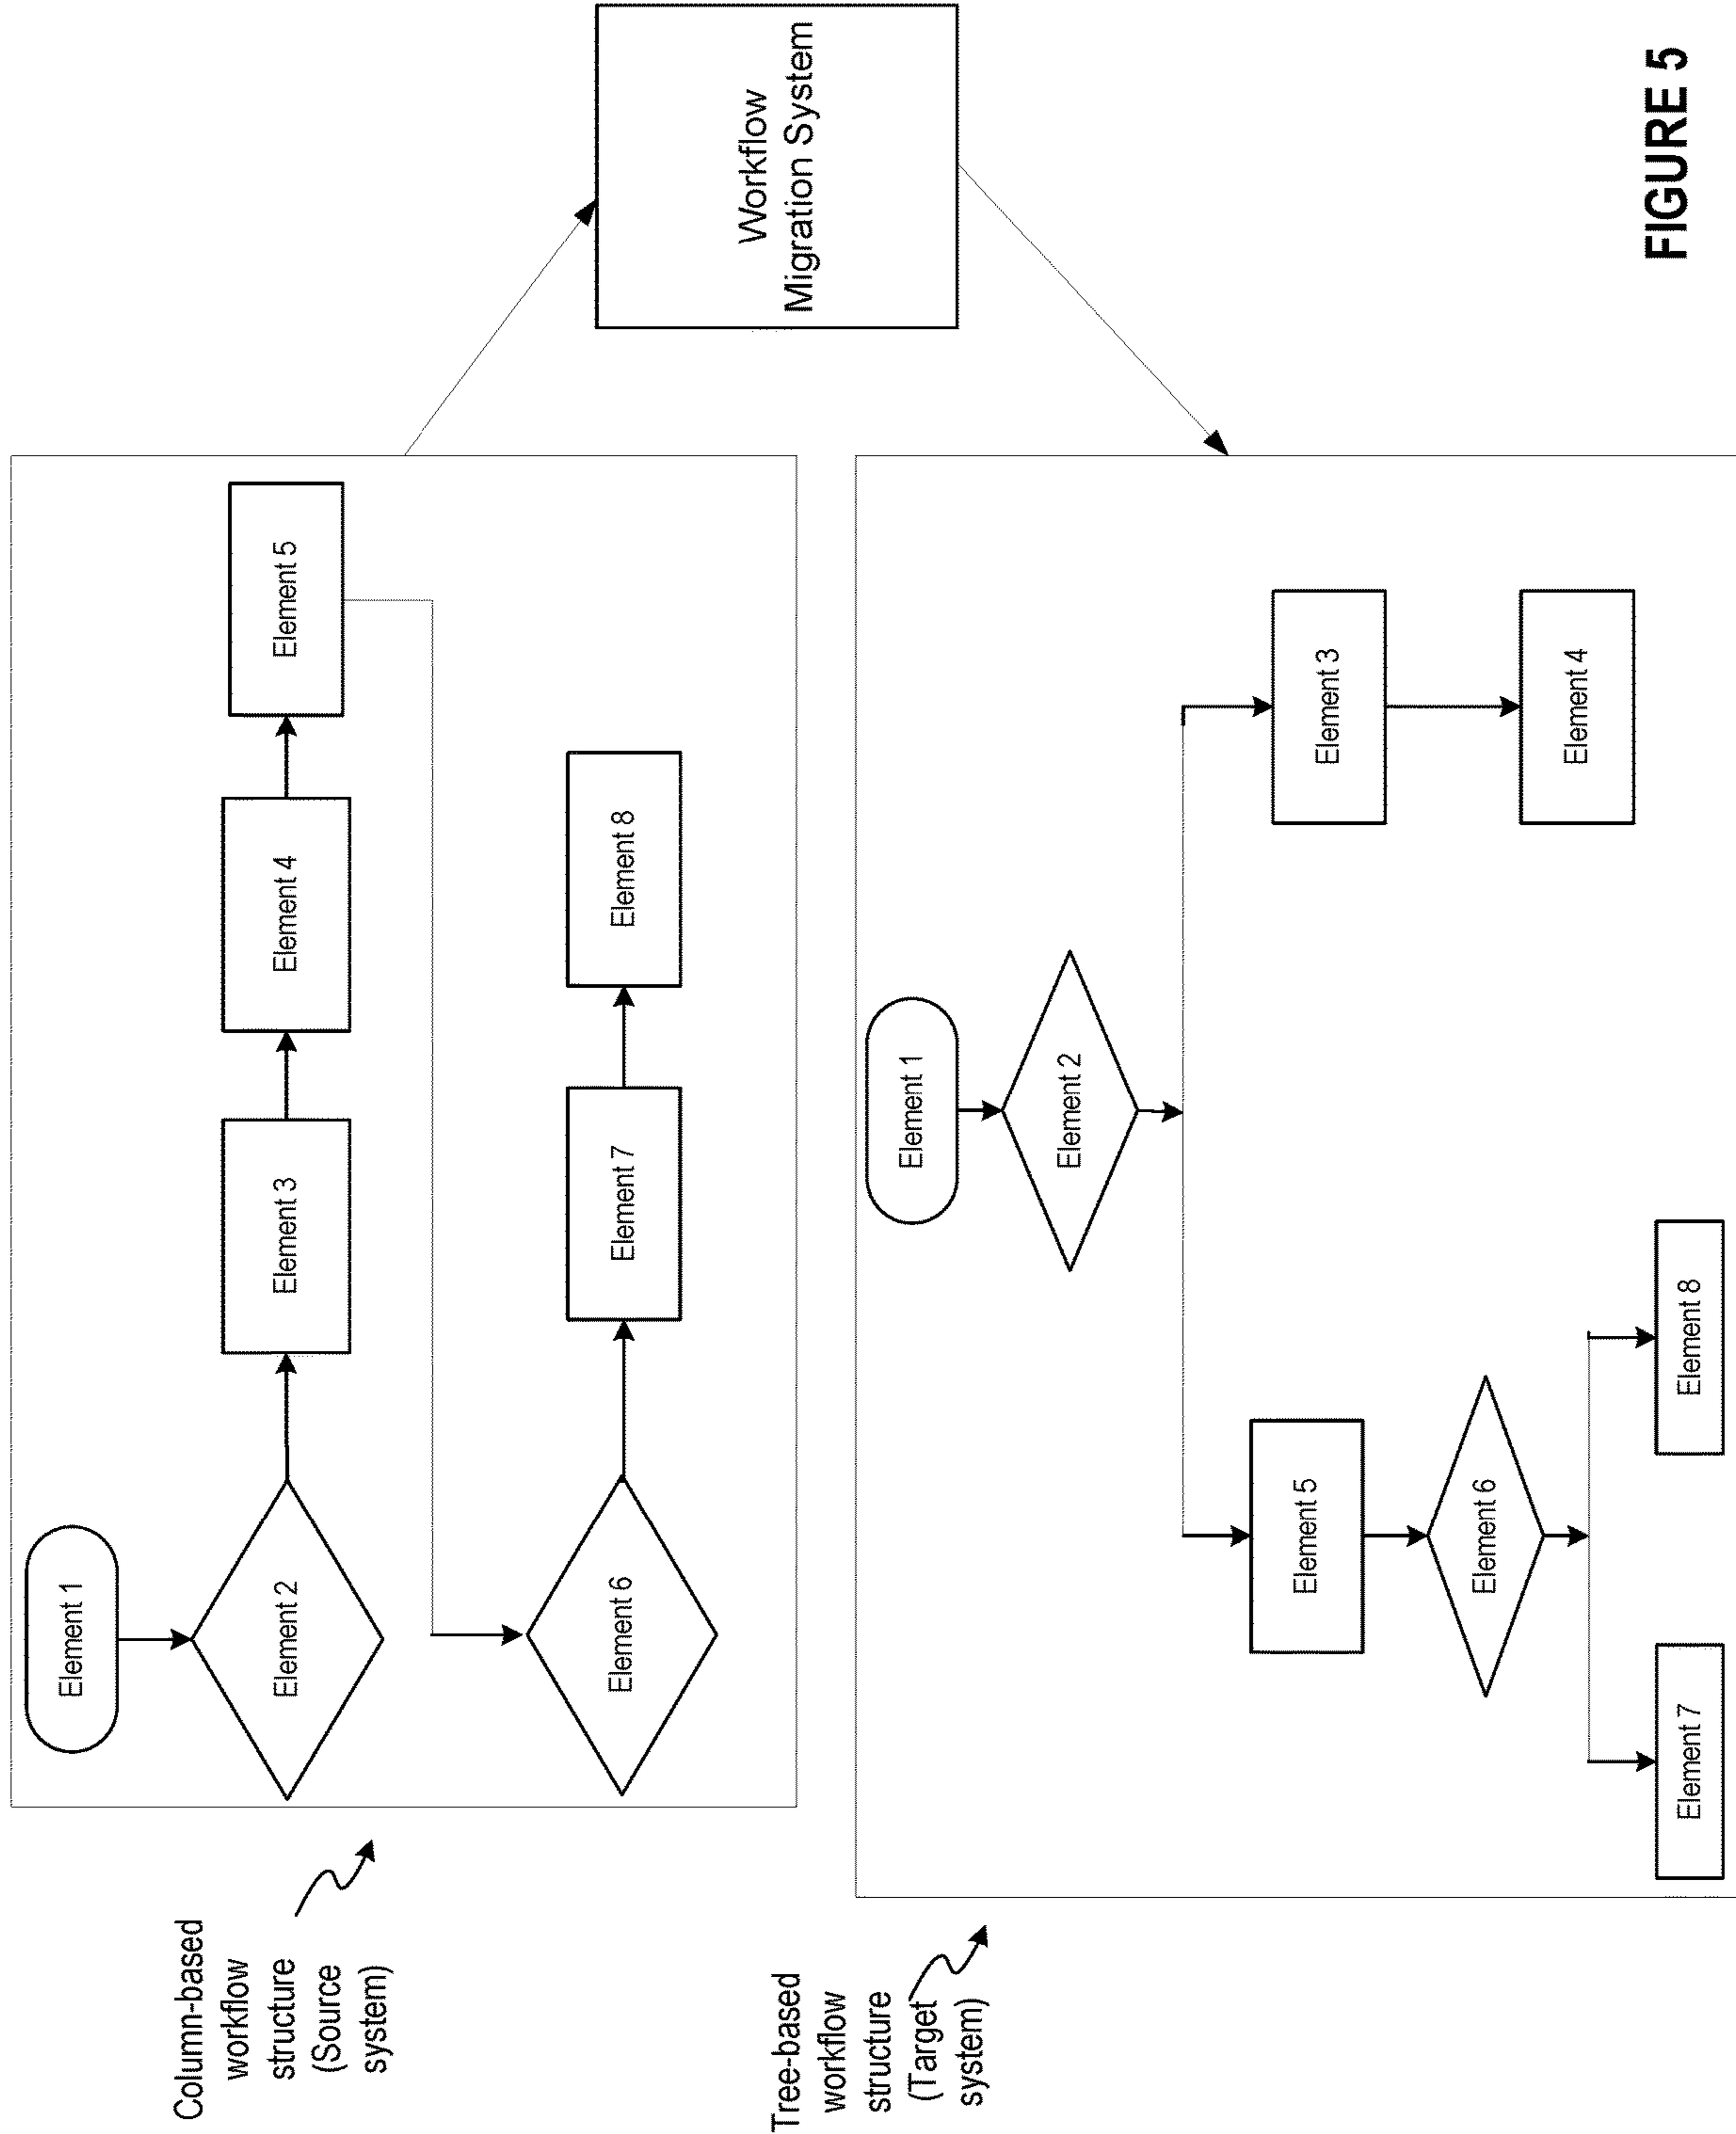 Column-based
workflow
structure
(Source
system)
Element 1
Element 2
Element 3
Element 4
Element 5
Element 6
Element 7
Element 8
Workflow
Migration System
Tree-based
workflow
structure
(Target
system)
Element 1
Element 2
Element 5
Element 3
Element 6
Element 4
Element 7
Element 8
FIGURE 5